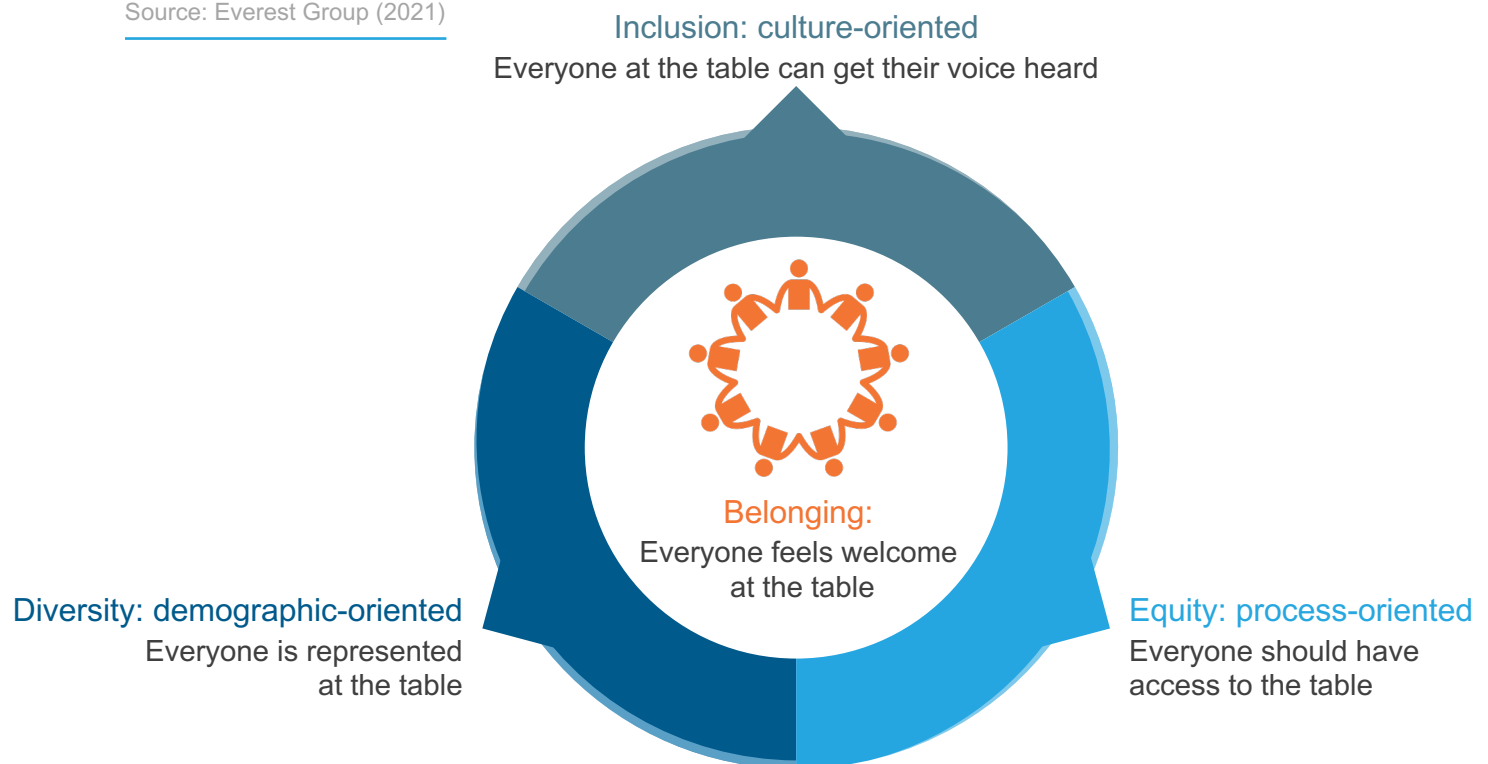 Source: Everest Group (2021)
Inclusion: culture-oriented
Everyone at the table can get their voice heard
Belonging:
Everyone feels welcome
at the table
Diversity: demographic-oriented
Everyone is represented
at the table
Equity: process-oriented
Everyone should have
access to the table